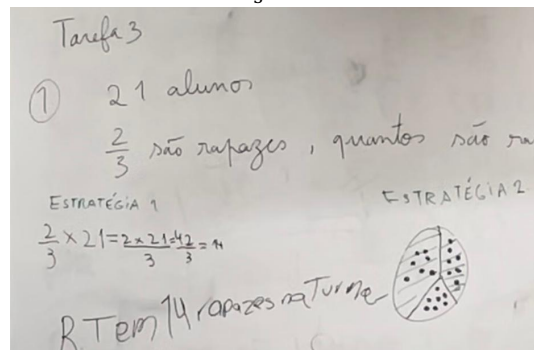 Tarefa 3
① 21 alunos
2/3 são rapazes, quantos são ra
ESTRATÉGIA 1
ESTRATÉGIA 2
2/3 × 21 = 2 × 21/3 = 42/3 = 14
R Tem 14 rapazes na Turma